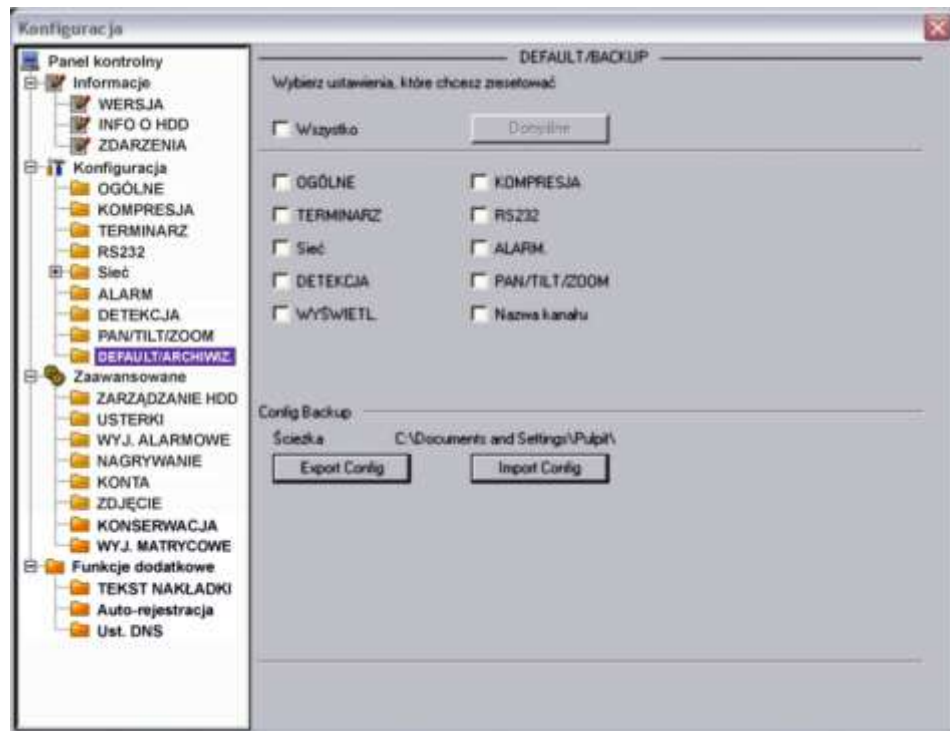 Konfiguracja
Panel kontrolny
Informacje
WERSJA
INFO O HDD
ZDARZENIA
Konfiguracja
OGÓLNE
KOMPRESJA
TERMINARZ
RS232
Sieć
ALARM
DETEKCJA
PAN/TILT/ZOOM
DEFAULT/ARCHIWIZ.
Zaawansowane
ZARZĄDZANIE HDD
USTERKI
WYJ. ALARMOWE
NAGRYWANIE
KONTA
ZDJĘCIE
KONSERWACJA
WYJ. MATRYCOWE
Funkcje dodatkowe
TEKST NAKŁADKI
Auto-rejestracja
Ust. DNS
DEFAULT/BACKUP
Wybierz ustawienia, które chcesz zresetować
Wszystko Domyślne
OGÓLNE KOMPRESJA
TERMINARZ RS232
Sieć ALARM.
DETEKCJA PAN/TILT/ZOOM
WYŚWIETL. Nazwa kanału
Config Backup
Ścieżka C:\Documents and Settings\Pulpit\
Export Config Import Config